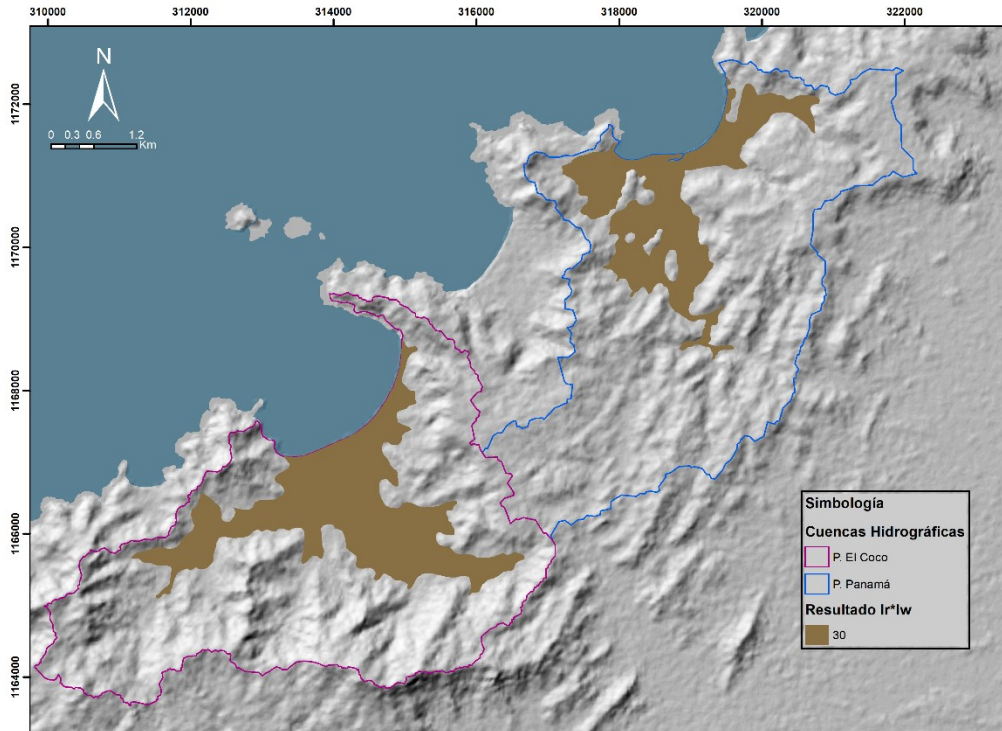 310000
312000
314000
316000
318000
320000
322000
N
0 0.3 0.6 1.2
Km
1172000
1170000
1168000
1166000
1164000
Simbología
Cuencas Hidrográficas
P. El Coco
P. Panamá
Resultado Ir*Iw
30